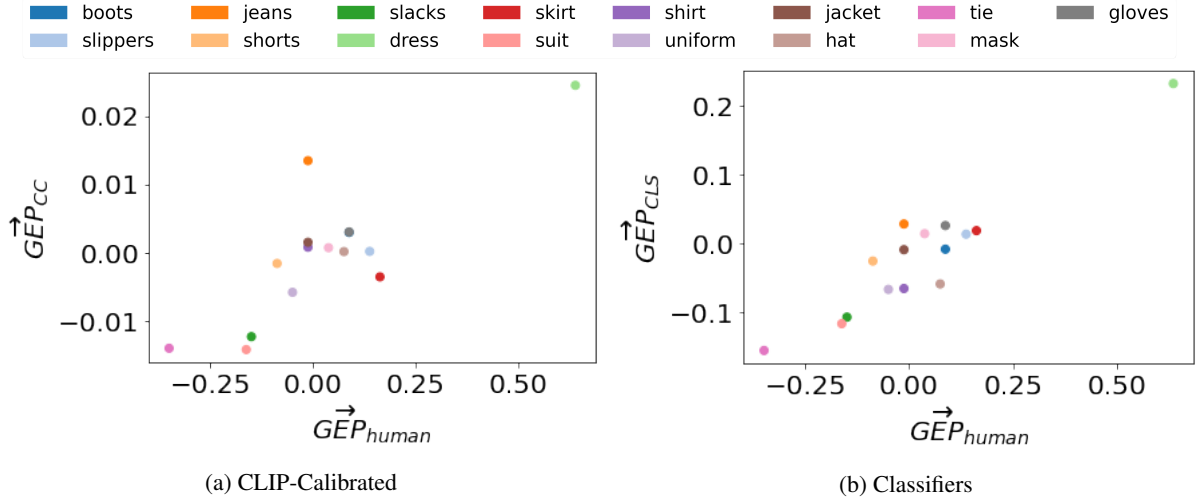 boots jeans slacks skirt shirt jacket tie gloves
slippers shorts dress suit uniform hat mask
0.02
0.01
0.00
−0.01
GEP_CC
−0.25 0.00 0.25 0.50
GEP_human
(a) CLIP-Calibrated
0.2
0.1
0.0
−0.1
GEP_CLS
−0.25 0.00 0.25 0.50
GEP_human
(b) Classifiers